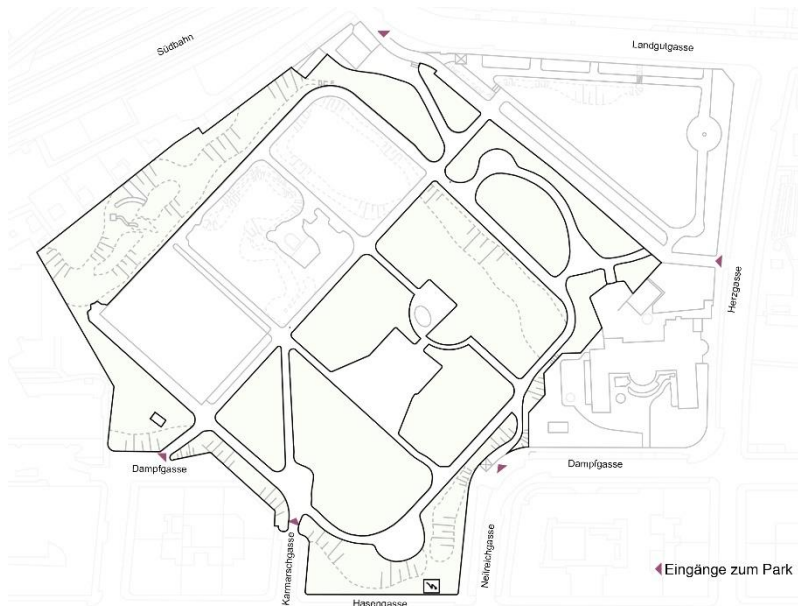 Südbahn
Landgutgasse
Herzgasse
Dampfgasse
Dampfgasse
Karmarschgasse
Neilreichgasse
Eingänge zum Park
Hasengasse